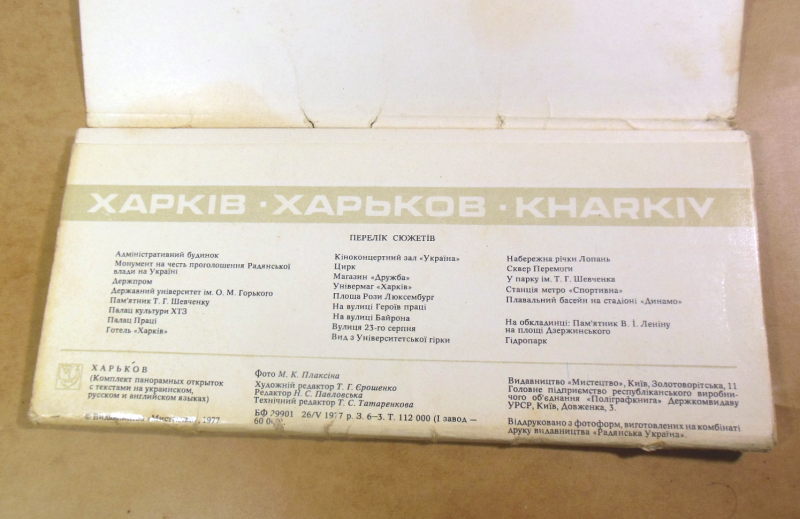 ХАРКІВ · ХАРЬКОВ · KHARKIV
ПЕРЕЛІК СЮЖЕТІВ
Адміністративний будинок
Монумент на честь проголошення Радянської
влади на Україні
Держпром
Державний університет ім. О. М. Горького
Пам'ятник Т. Г. Шевченку
Палац культури ХТЗ
Палац Праці
Готель «Харків»
Кіноконцертний зал «Україна»
Цирк
Магазин «Дружба»
Універмаг «Харків»
Площа Рози Люксембург
На вулиці Героїв праці
На вулиці Байрона
Вулиця 23-го серпня
Вид з Університетської гірки
Набережна річки Лопань
Сквер Перемоги
У парку ім. Т. Г. Шевченка
Станція метро «Спортивна»
Плавальний басейн на стадіоні «Динамо»
На обкладинці: Пам'ятник В. І. Леніну
на площі Дзержинського
Гідропарк
ХАРЬКОВ
(Комплект панорамных открыток
с текстами на украинском,
русском и английском языках)
© 1977
Фото М. К. Плаксіна
Художній редактор Т. Г. Єрошенко
Редактор Н. С. Павловська
Технічний редактор Т. С. Татаренкова
БФ 29901 26/V 1977 р. З. 6–3. Т. 112 000 (І завод —
60
Видавництво «Мистецтво», Київ, Золотоворітська, 11
Головне підприємство республіканського виробни-
чого об'єднання «Поліграфкнига» Держкомвидаву
УРСР, Київ, Довженка, 3.
Віддруковано з фотоформ, виготовлених на комбінаті
друку видавництва «Радянська Україна».